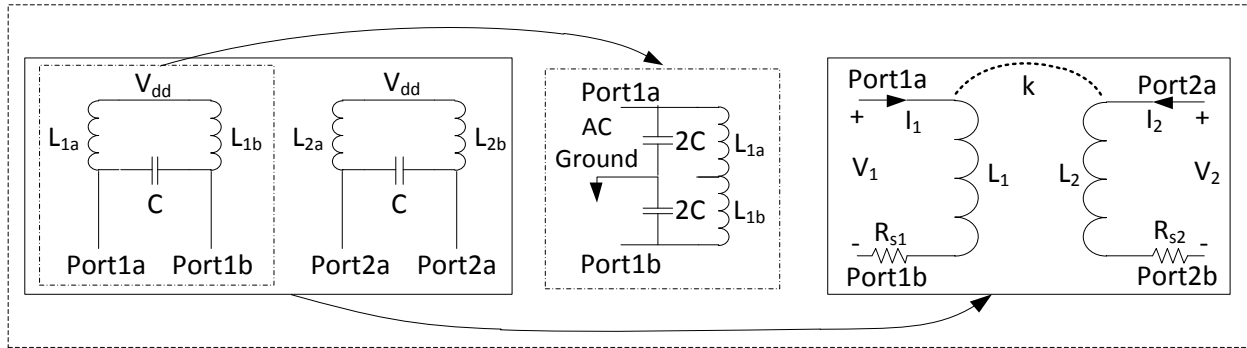 Vdd
L1a
L1b
C
Port1a
Port1b
Vdd
L2a
L2b
C
Port2a
Port2a
Port1a
AC
Ground
2C
L1a
2C
L1b
Port1b
Port1a
k
Port2a
+
I1
I2
+
V1
L1
L2
V2
-
Rs1
Rs2
-
Port1b
Port2b